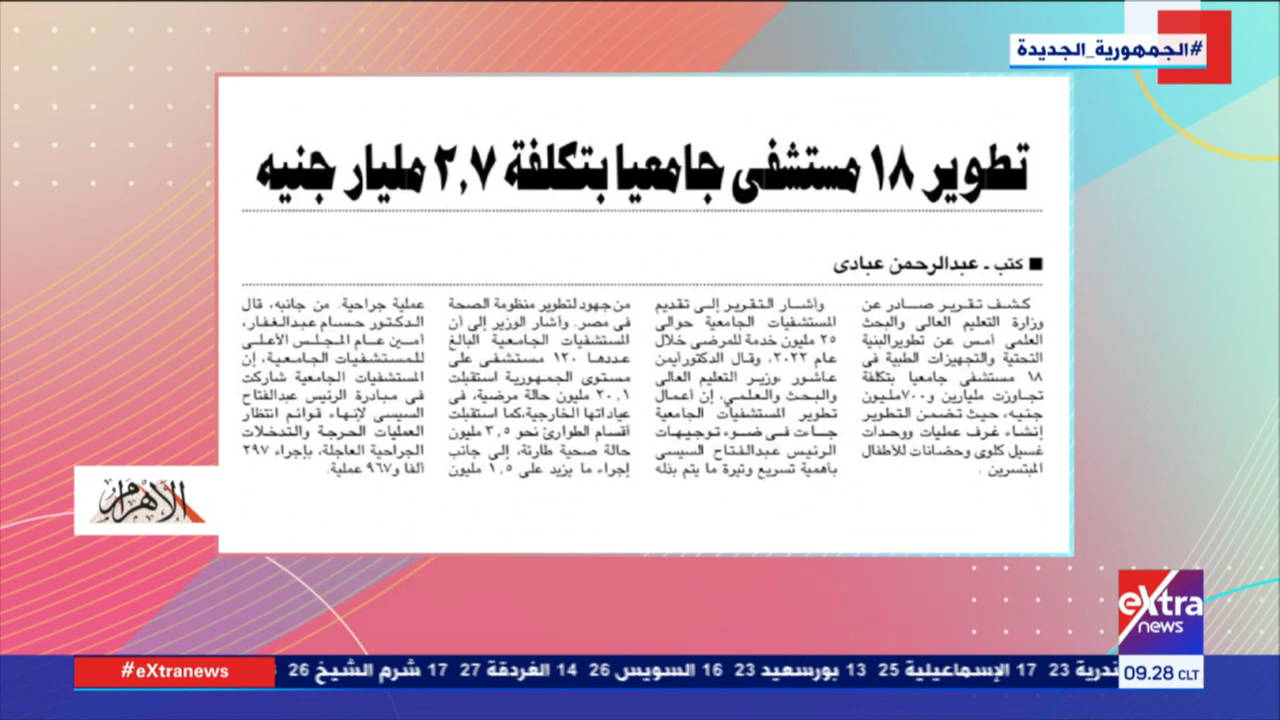 #الجمهورية_الجديدة
تطوير ١٨ مستشفى جامعيا بتكلفة ٢,٧ مليار جنيه
■ كتب ـ عبدالرحمن عبادى
كشف تقرير صادر عن
وزارة التعليم العالى والبحث
العلمى أمس عن تطويرالبنية
التحتية والتجهيزات الطبية فى
١٨ مستشفى جامعيا بتكلفة
تجاوزت مليارين و٧٠٠مليون
جنيه، حيث تضمن التطوير
إنشاء غرف عمليات ووحدات
غسيل كلوى وحضانات للأطفال
المبتسرين .
وأشار التقرير إلى تقديم
المستشفيات الجامعية حوالى
٢٥ مليون خدمة للمرضى خلال
عام ٢٠٢٢، وقال الدكتورأيمن
عاشور ،وزير التعليم العالى
والبحث والعلمى، إن أعمال
تطوير المستشفيات الجامعية
جاءت فى ضوء توجيهات
الرئيس عبدالفتاح السيسى
بأهمية تسريع وتيرة ما يتم بذله
من جهود لتطوير منظومة الصحة
فى مصر. وأشار الوزير إلى أن
المستشفيات الجامعية البالغ
عددها ١٢٠ مستشفى على
مستوى الجمهورية استقبلت
٢٠,١ مليون حالة مرضية، فى
عياداتها الخارجية،كما استقبلت
أقسام الطوارئ نحو ٣,٥ مليون
حالة صحية طارئة، إلى جانب
إجراء ما يزيد على ١,٥ مليون
عملية جراحية. من جانبه، قال
الدكتور حسام عبدالغفار،
أمين عام المجلس الأعلى
للمستشفيات الجامعية، إن
المستشفيات الجامعية شاركت
فى مبادرة الرئيس عبدالفتاح
السيسى لإنهاء قوائم انتظار
العمليات الحرجة والتدخلات
الجراحية العاجلة، بإجراء ٢٩٧
ألفا و٩٦٧ عملية.
الأهرام
eXtra
news
#eXtranews
ندرية 23 17 الإسماعيلية 25 13 بورسعيد 23 16 السويس 26 14 الغردقة 27 17 شرم الشيخ 26
09.28 CLT